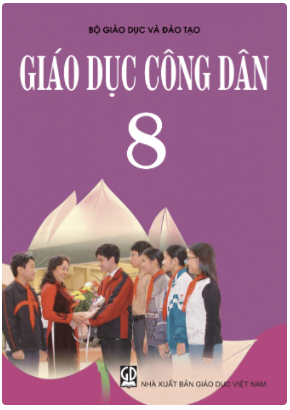 BỘ GIÁO DỤC VÀ ĐÀO TẠO
GIÁO DỤC CÔNG DÂN
8
GD
NHÀ XUẤT BẢN GIÁO DỤC VIỆT NAM